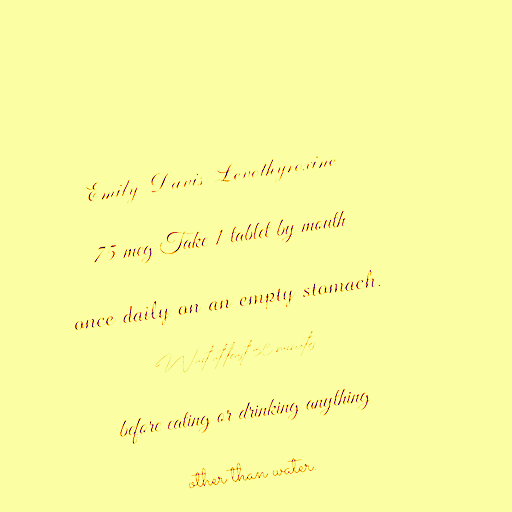 Emily Davis Levothyroxine
75 mcg Take 1 tablet by mouth
once daily on an empty stomach.
Wait at least minutes
before eating or drinking anything
other than water